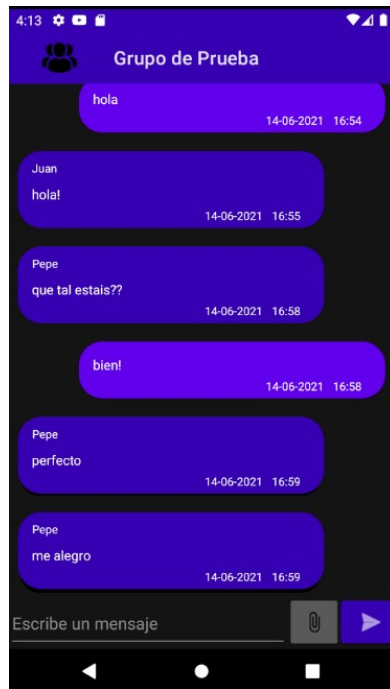 4:13
Grupo de Prueba
hola
14-06-2021 16:54
Juan
hola!
14-06-2021 16:55
Pepe
que tal estais??
14-06-2021 16:58
bien!
14-06-2021 16:58
Pepe
perfecto
14-06-2021 16:59
Pepe
me alegro
14-06-2021 16:59
Escribe un mensaje